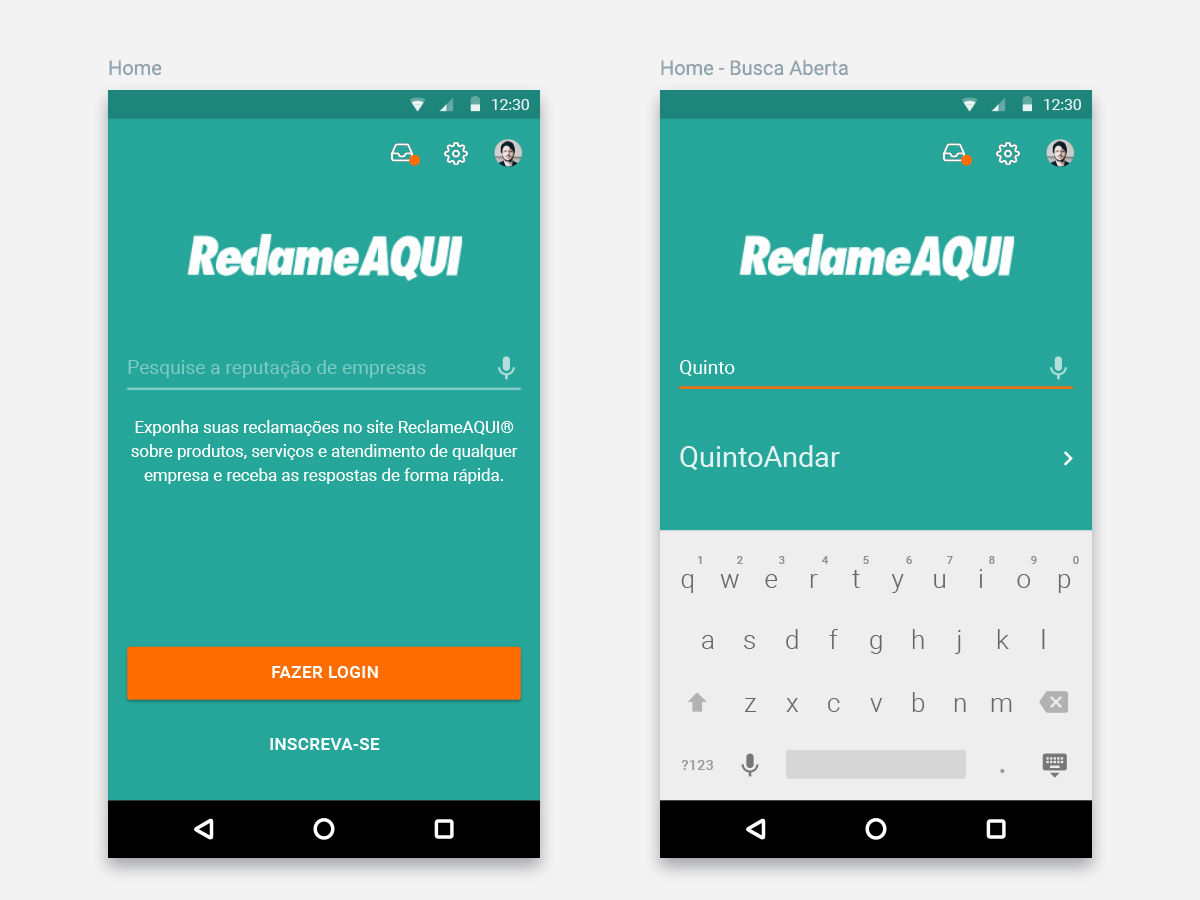 Home
12:30
ReclameAQUI
Pesquise a reputação de empresas
Exponha suas reclamações no site ReclameAQUI®
sobre produtos, serviços e atendimento de qualquer
empresa e receba as respostas de forma rápida.
FAZER LOGIN
INSCREVA-SE
Home - Busca Aberta
12:30
ReclameAQUI
Quinto
QuintoAndar
1 2 3 4 5 6 7 8 9 0
q w e r t y u i o p
a s d f g h j k l
z x c v b n m
?123 .